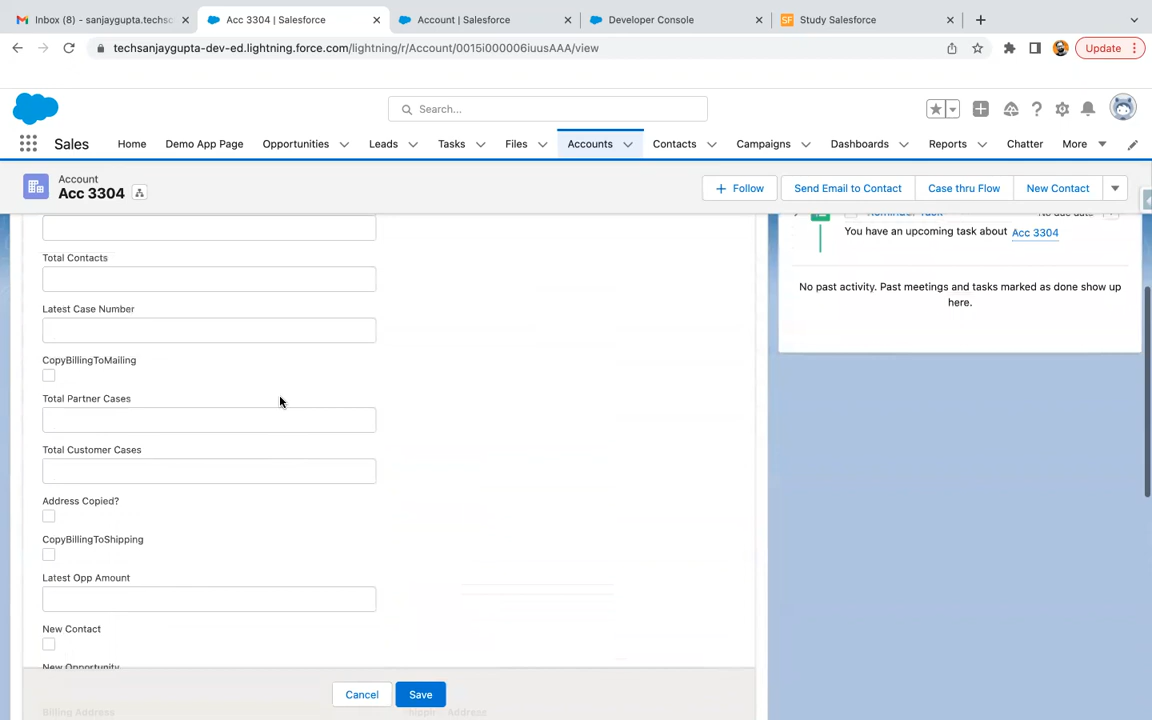 Inbox (8) - sanjaygupta.techsc
Acc 3304 | Salesforce
Account | Salesforce
Developer Console
SF Study Salesforce
techsanjaygupta-dev-ed.lightning.force.com/lightning/r/Account/0015i000006iuusAAA/view
Update
Search...
Sales
Home
Demo App Page
Opportunities
Leads
Tasks
Files
Accounts
Contacts
Campaigns
Dashboards
Reports
Chatter
More
Account
Acc 3304
+ Follow
Send Email to Contact
Case thru Flow
New Contact
Reminder Task
No due date
You have an upcoming task about Acc 3304
No past activity. Past meetings and tasks marked as done show up
here.
Total Contacts
Latest Case Number
CopyBillingToMailing
Total Partner Cases
Total Customer Cases
Address Copied?
CopyBillingToShipping
Latest Opp Amount
New Contact
New Opportunity
Cancel
Save
Billing Address
Address